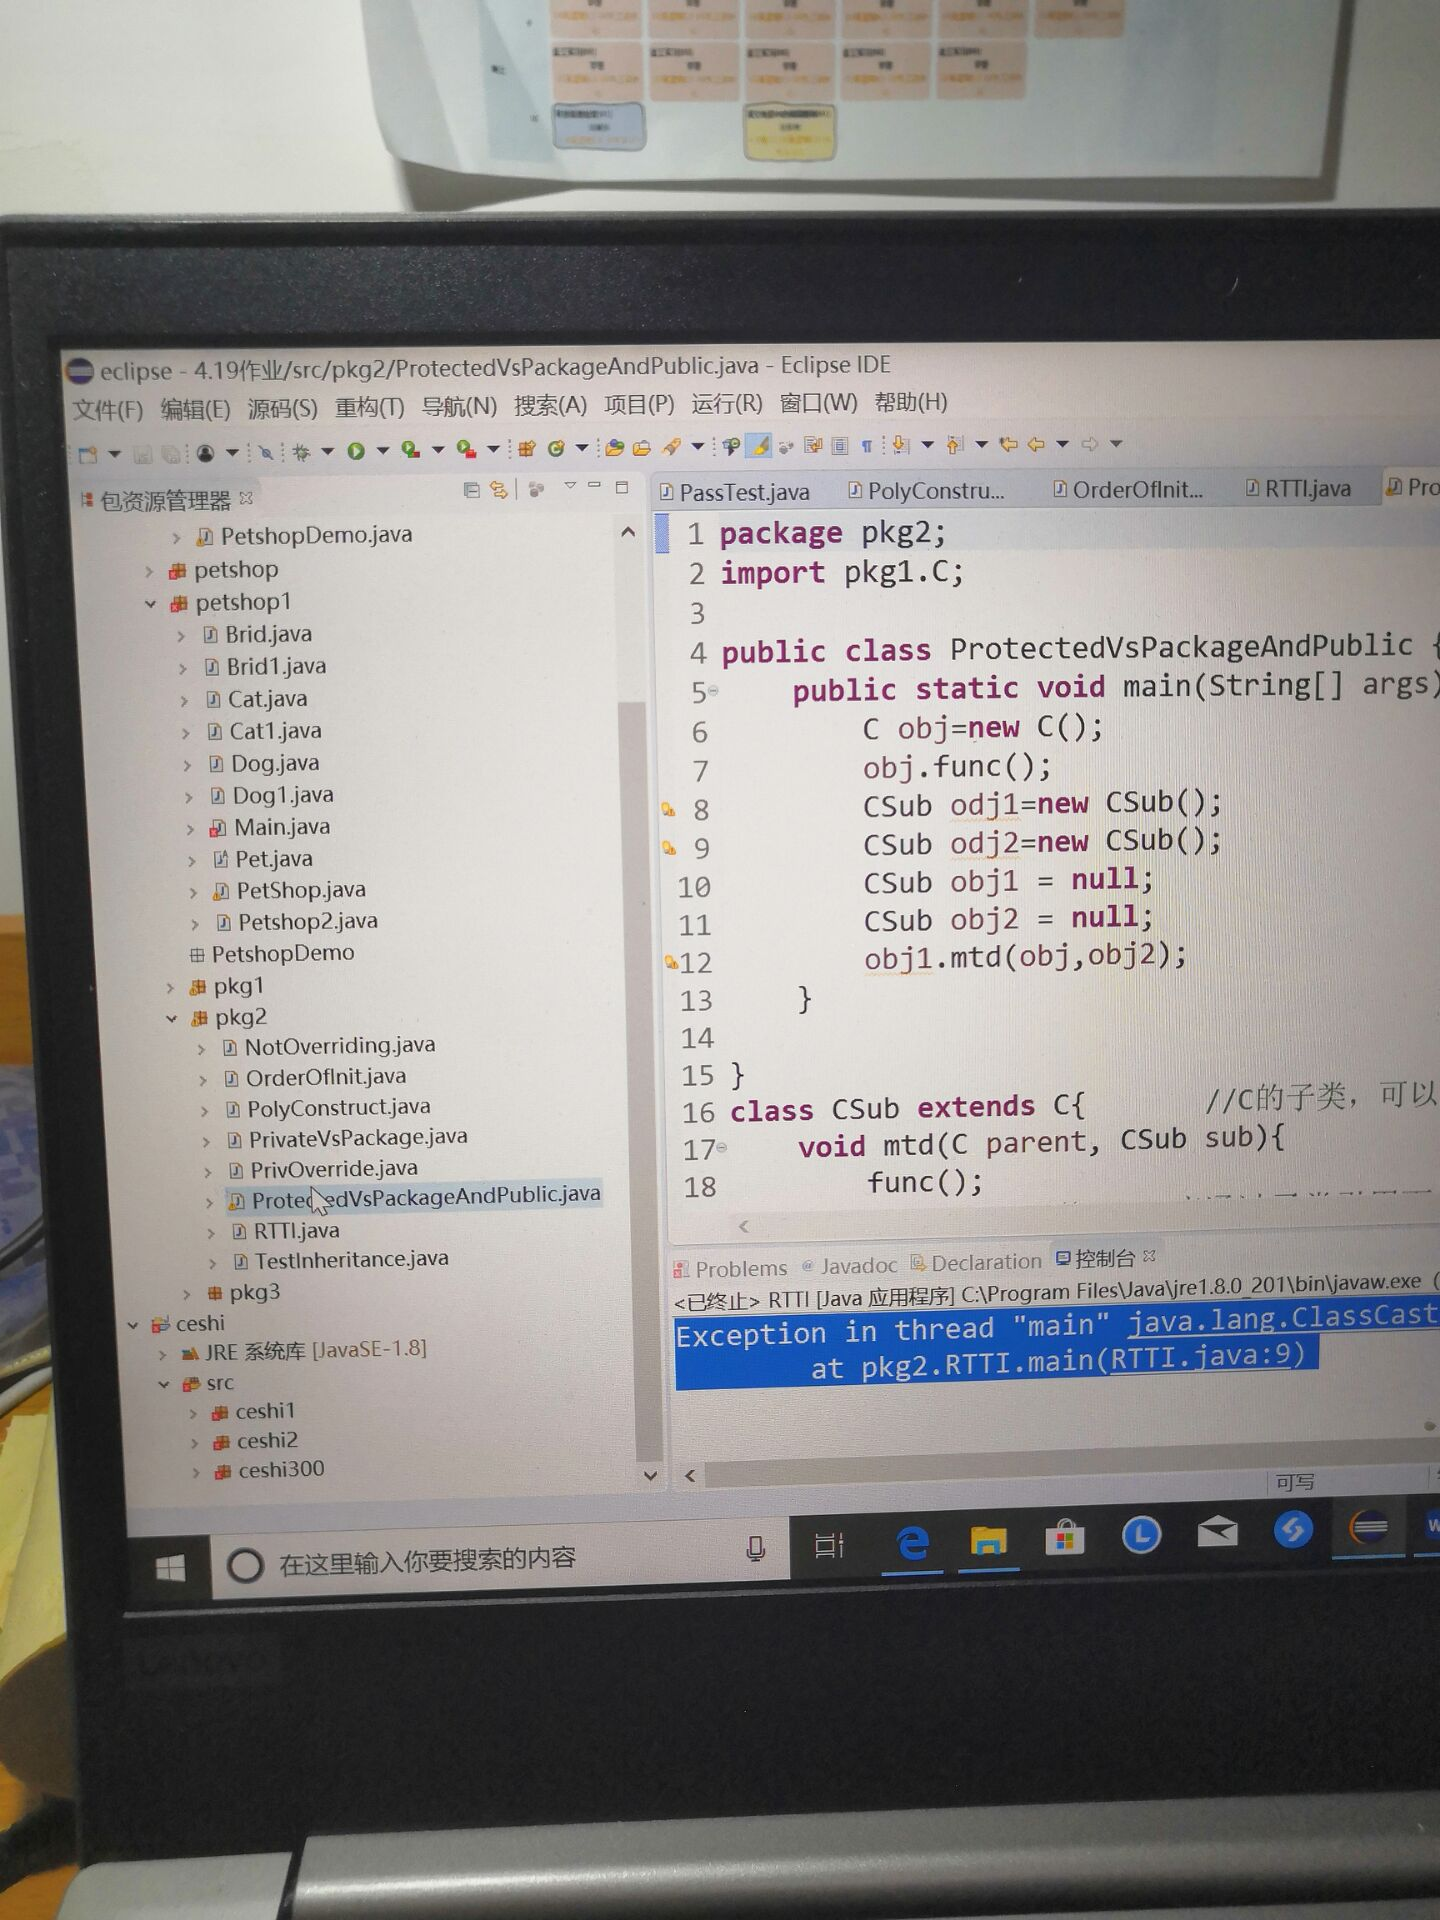 eclipse - 4.19作业/src/pkg2/ProtectedVsPackageAndPublic.java - Eclipse IDE
文件(F) 编辑(E) 源码(S) 重构(T) 导航(N) 搜索(A) 项目(P) 运行(R) 窗口(W) 帮助(H)
包资源管理器
PetshopDemo.java
petshop
petshop1
Brid.java
Brid1.java
Cat.java
Cat1.java
Dog.java
Dog1.java
Main.java
Pet.java
PetShop.java
Petshop2.java
PetshopDemo
pkg1
pkg2
NotOverriding.java
OrderOfInit.java
PolyConstruct.java
PrivateVsPackage.java
PrivOverride.java
ProtectedVsPackageAndPublic.java
RTTI.java
TestInheritance.java
pkg3
ceshi
JRE 系统库 [JavaSE-1.8]
src
ceshi1
ceshi2
ceshi300
PassTest.java PolyConstru... OrderOfInit... RTTI.java Pro
1 package pkg2;
2 import pkg1.C;
3
4 public class ProtectedVsPackageAndPublic {
5 public static void main(String[] args)
6 C obj=new C();
7 obj.func();
8 CSub odj1=new CSub();
9 CSub odj2=new CSub();
10 CSub obj1 = null;
11 CSub obj2 = null;
12 obj1.mtd(obj,obj2);
13 }
14
15 }
16 class CSub extends C{ //C的子类，可以
17 void mtd(C parent, CSub sub){
18 func();
Problems @ Javadoc Declaration 控制台
<已终止> RTTI [Java 应用程序] C:\Program Files\Java\jre1.8.0_201\bin\javaw.exe (
Exception in thread "main" java.lang.ClassCast
at pkg2.RTTI.main(RTTI.java:9)
可写
在这里输入你要搜索的内容